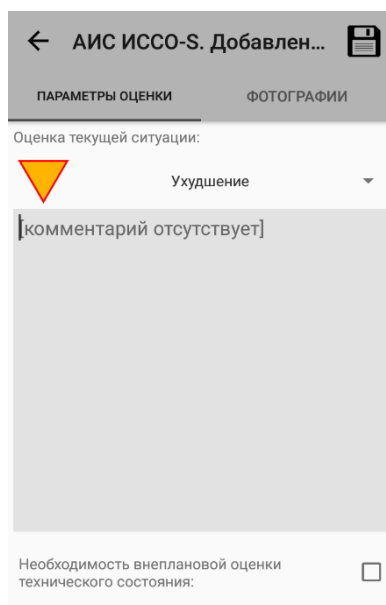 АИС ИССО-S. Добавлен...
ПАРАМЕТРЫ ОЦЕНКИ ФОТОГРАФИИ
Оценка текущей ситуации:
Ухудшение
[комментарий отсутствует]
Необходимость внеплановой оценки
технического состояния: